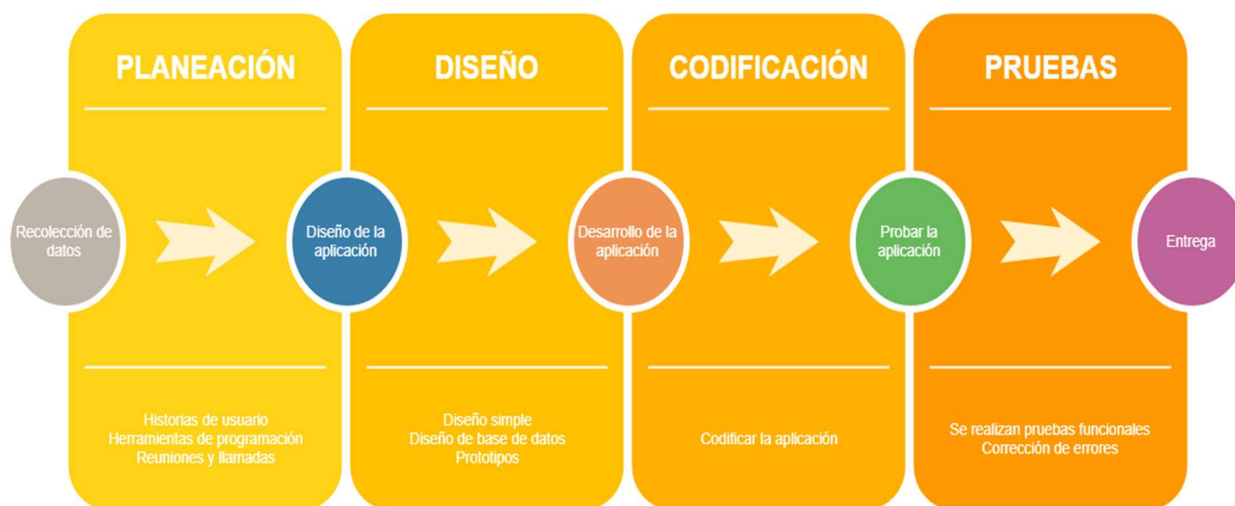 PLANEACIÓN
DISEÑO
CODIFICACIÓN
PRUEBAS
Recolección de
datos
Diseño de la
aplicación
Desarrollo de la
aplicación
Probar la
aplicación
Entrega
Historias de usuario
Herramientas de programación
Reuniones y llamadas
Diseño simple
Diseño de base de datos
Prototipos
Codificar la aplicación
Se realizan pruebas funcionales
Corrección de errores